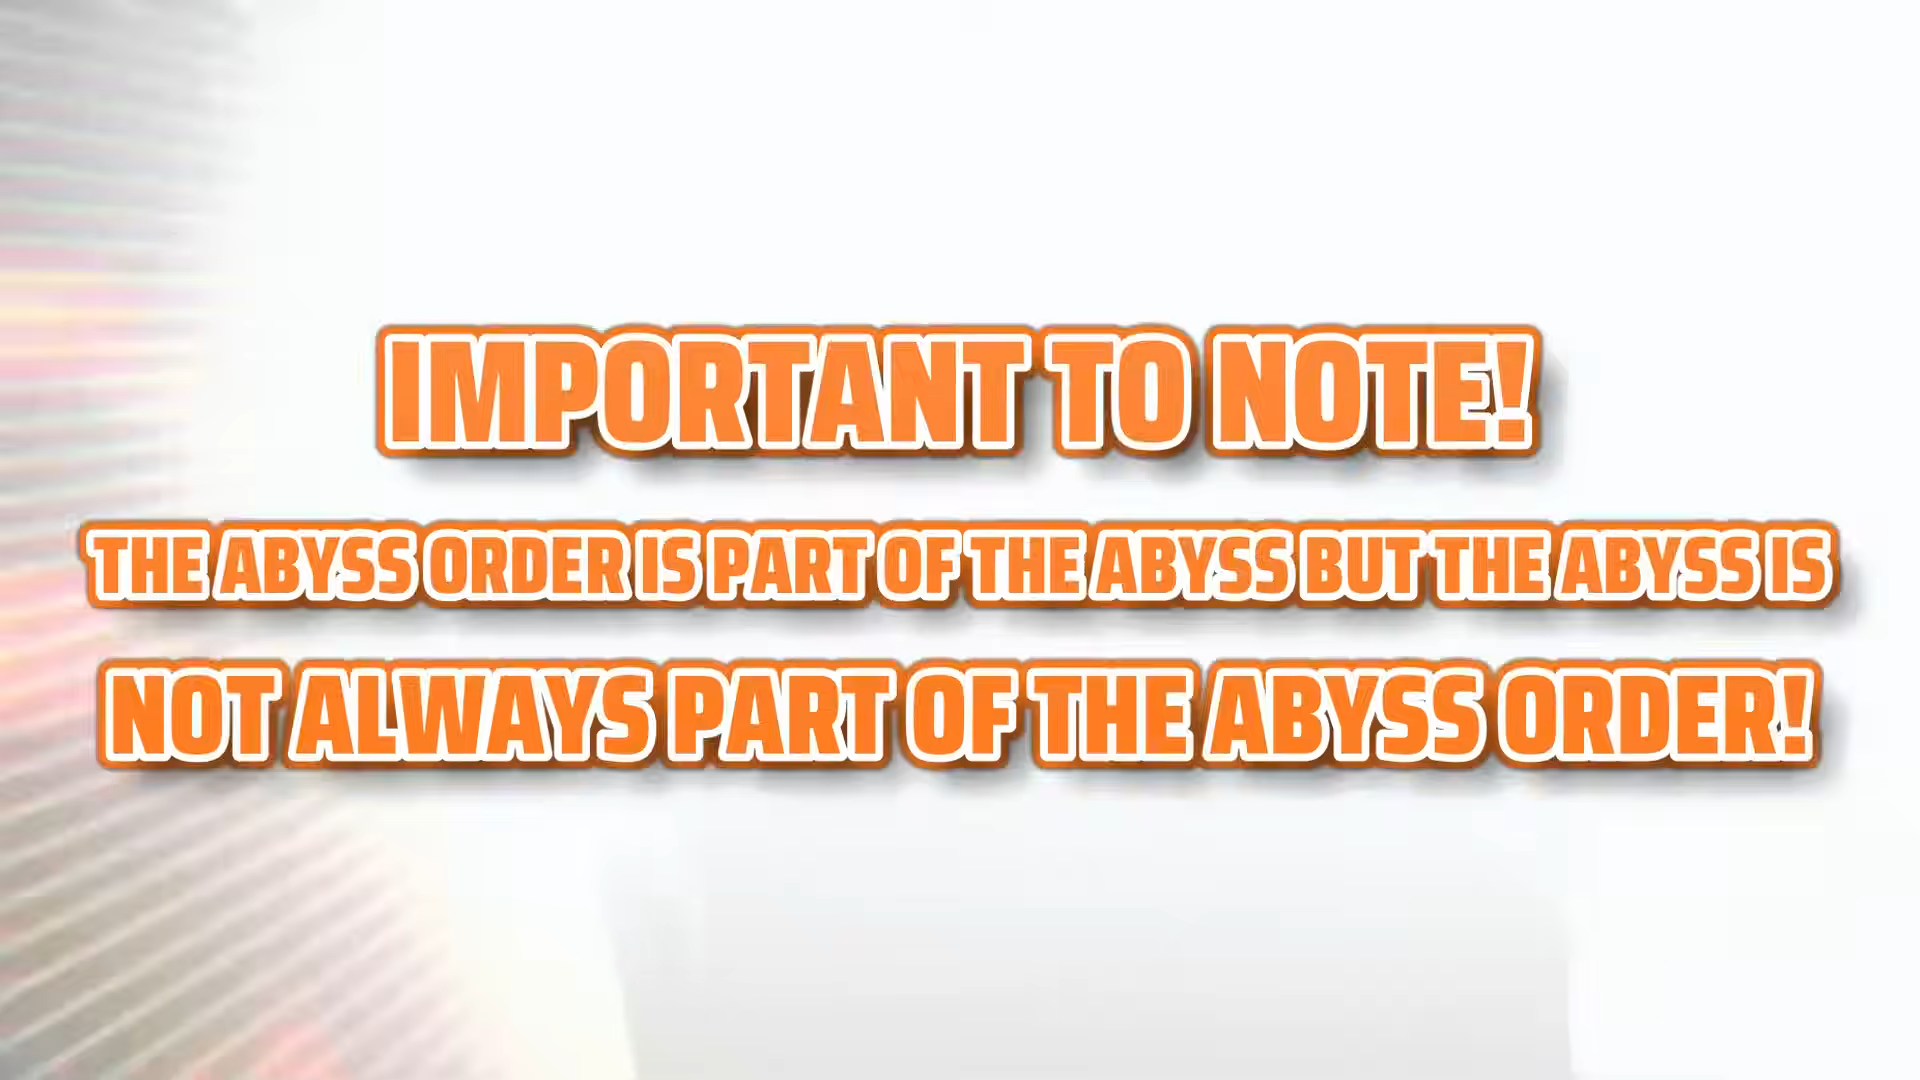 IMPORTANT TO NOTE!
THE ABYSS ORDER IS PART OF THE ABYSS BUT THE ABYSS IS
NOT ALWAYS PART OF THE ABYSS ORDER!